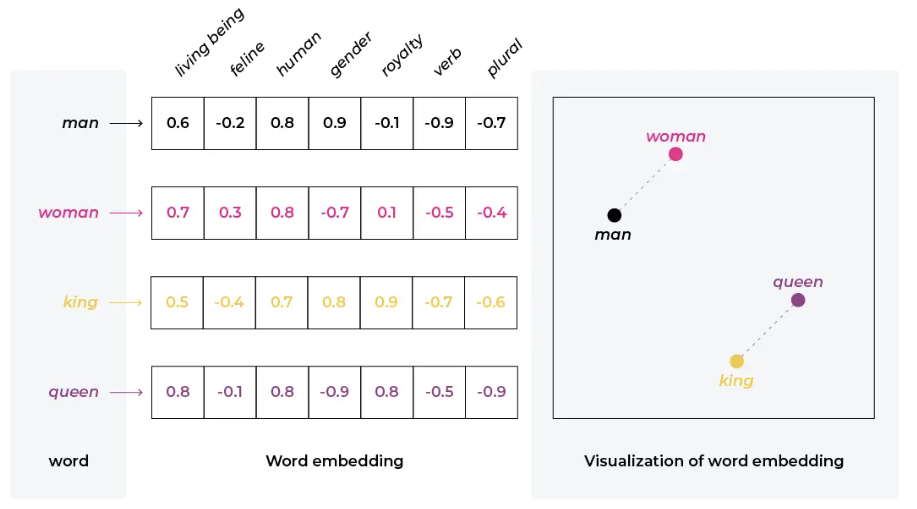 living being feline human gender royalty verb plural
man 0.6 -0.2 0.8 0.9 -0.1 -0.9 -0.7
woman 0.7 0.3 0.8 -0.7 0.1 -0.5 -0.4
king 0.5 -0.4 0.7 0.8 0.9 -0.7 -0.6
queen 0.8 -0.1 0.8 -0.9 0.8 -0.5 -0.9
word Word embedding
woman
man
queen
king
Visualization of word embedding